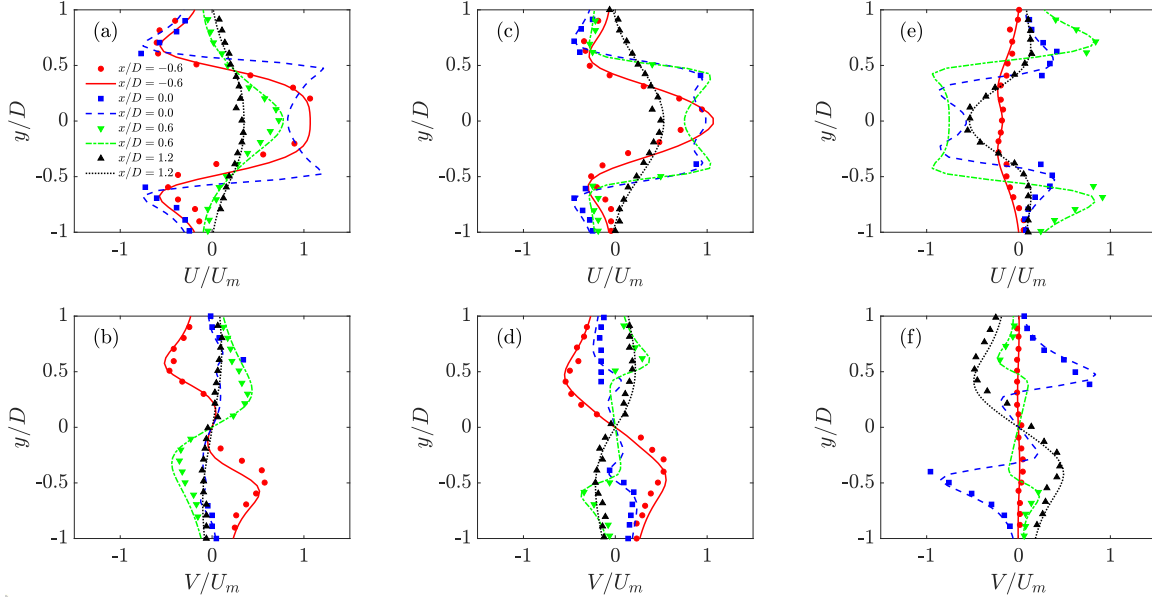 (a)
x/D = −0.6
x/D = −0.6
x/D = 0.0
x/D = 0.0
x/D = 0.6
x/D = 0.6
x/D = 1.2
x/D = 1.2
1
0.5
0
-0.5
-1
y/D
-1 0 1
U/U_m
(c)
1
0.5
0
-0.5
-1
y/D
-1 0 1
U/U_m
(e)
1
0.5
0
-0.5
-1
y/D
-1 0 1
U/U_m
(b)
1
0.5
0
-0.5
-1
y/D
-1 0 1
V/U_m
(d)
1
0.5
0
-0.5
-1
y/D
-1 0 1
V/U_m
(f)
1
0.5
0
-0.5
-1
y/D
-1 0 1
V/U_m